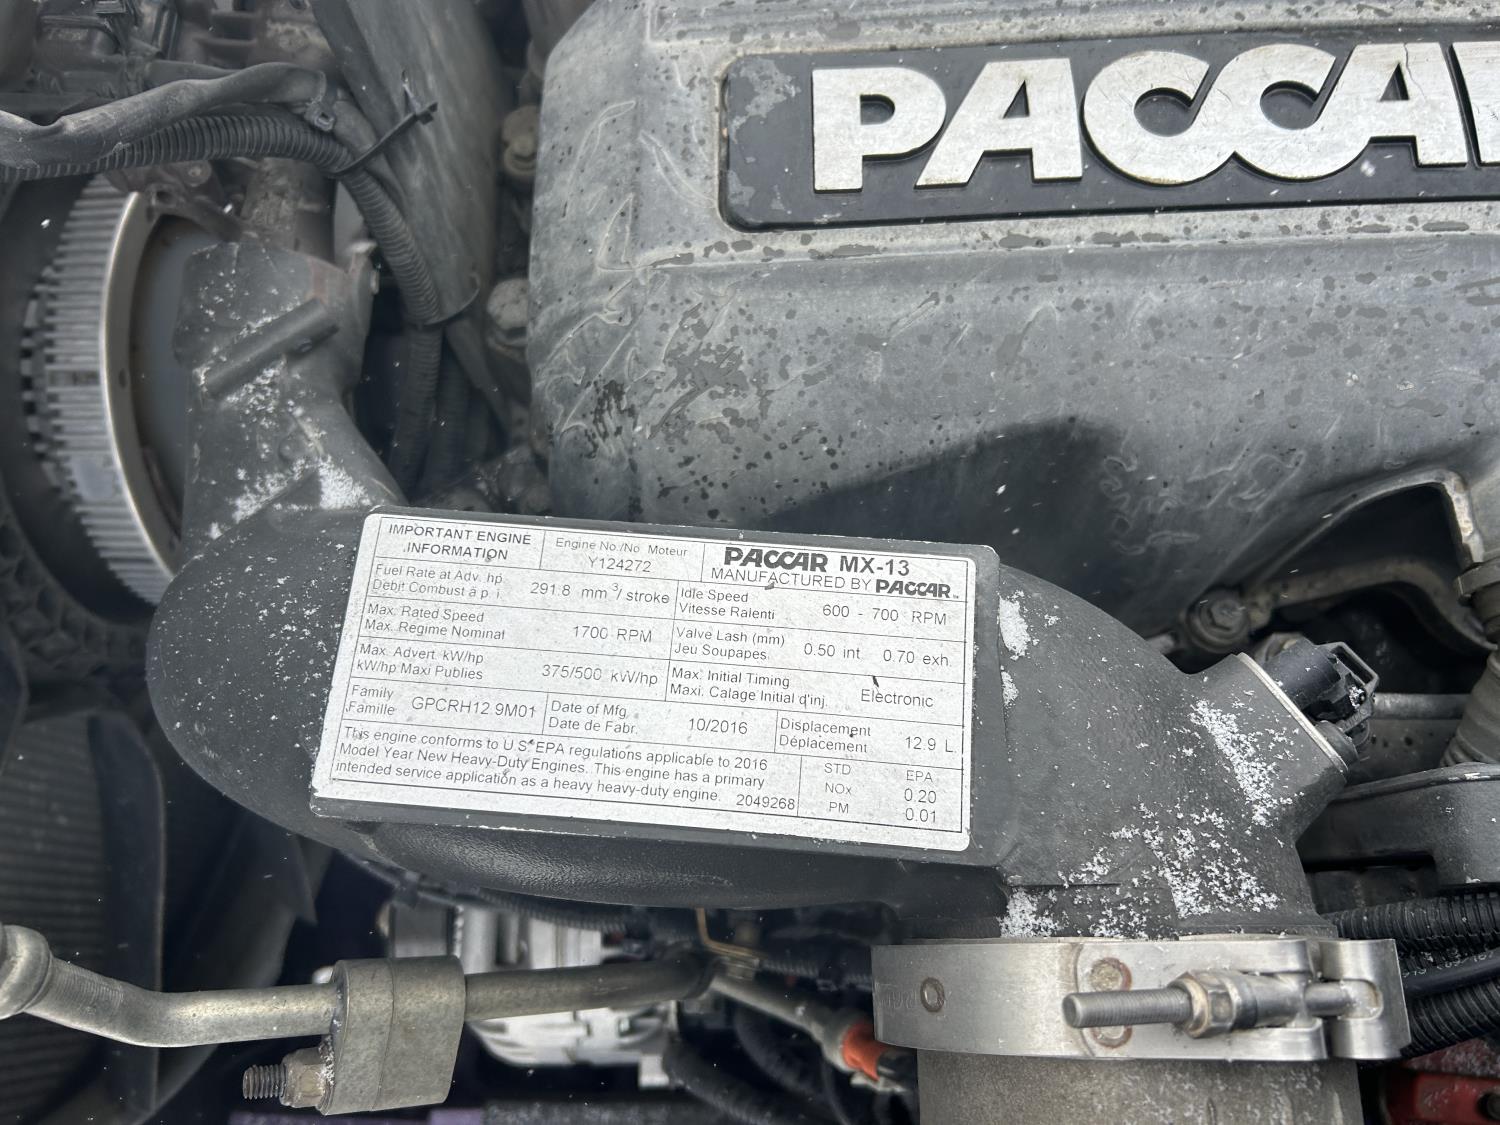 PACCAR
IMPORTANT ENGINE
INFORMATION
Engine No./No. Moteur
Y124272
PACCAR MX-13
MANUFACTURED BY PACCAR
Fuel Rate at Adv. hp.
Debit Combust à p. i.
291.8 mm³/stroke
Idle Speed
Vitesse Ralenti
600 - 700 RPM
Max. Rated Speed
Max. Regime Nominat
1700 RPM
Valve Lash (mm)
Jeu Soupapes
0.50 int 0.70 exh.
Max. Advert. kW/hp
kW/hp Maxi Publies
375/500 kW/hp
Max. Initial Timing
Maxi. Calage Initial d'inj.
Electronic
Family
Famille
GPCRH12.9M01
Date of Mfg.
Date de Fabr.
10/2016
Displacement
Déplacement
12.9 L
This engine conforms to U.S. EPA regulations applicable to 2016
Model Year New Heavy-Duty Engines. This engine has a primary
intended service application as a heavy heavy-duty engine. 2049268
STD EPA
NOx 0.20
PM 0.01